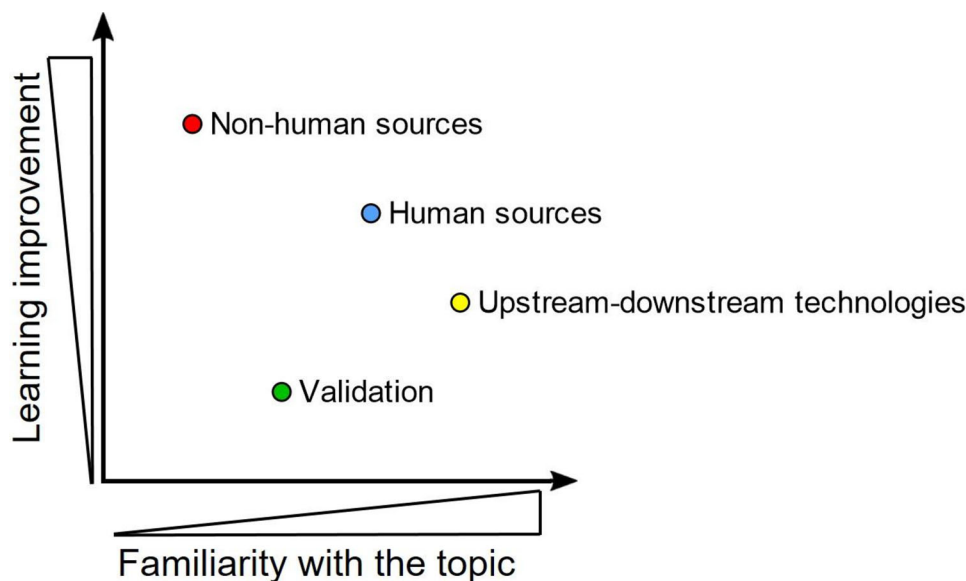 Learning improvement
Non-human sources
Human sources
Upstream-downstream technologies
Validation
Familiarity with the topic